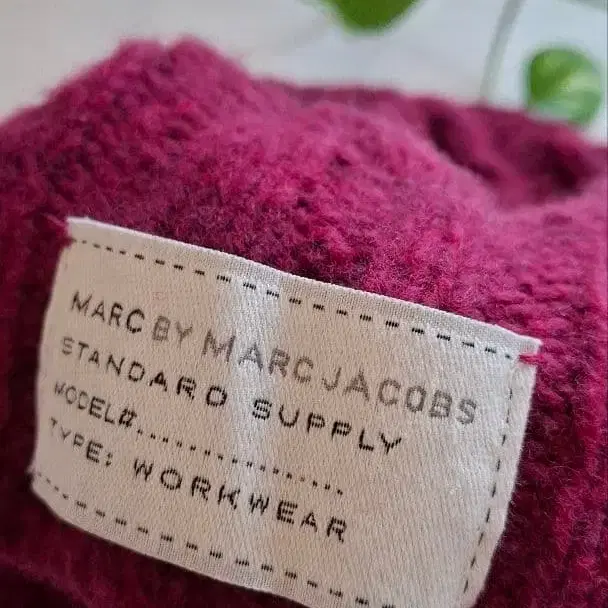 MARC BY MARC JACOBS
STANDARD SUPPLY
MODEL#..................
TYPE: WORKWEAR